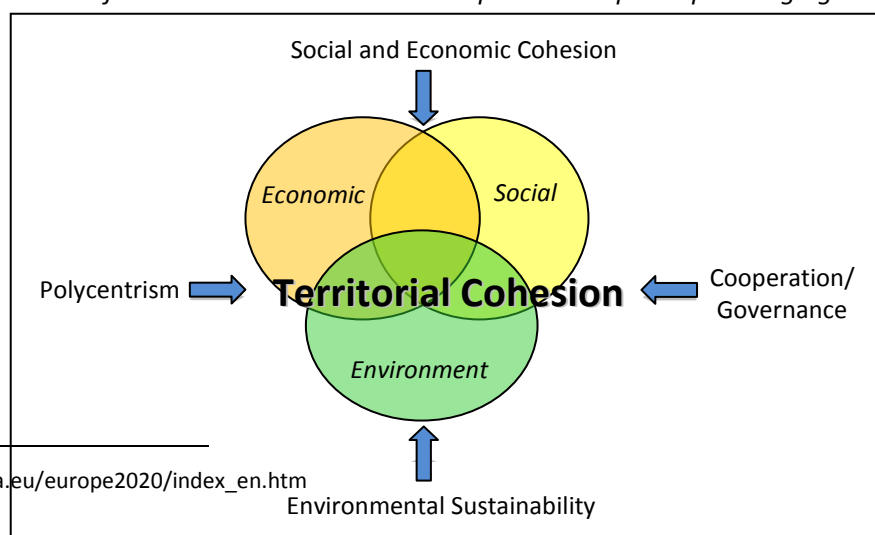 Social and Economic Cohesion
Economic
Social
Polycentrism
Territorial Cohesion
Cooperation/
Governance
Environment
a.eu/europe2020/index_en.htm
Environmental Sustainability